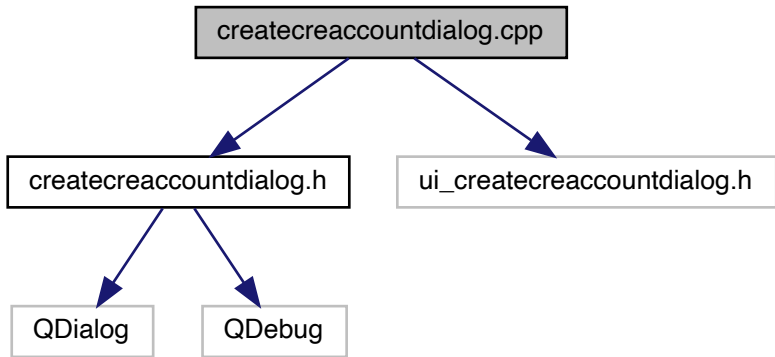 createcreaccountdialog.cpp
createcreaccountdialog.h
ui_createcreaccountdialog.h
QDialog
QDebug